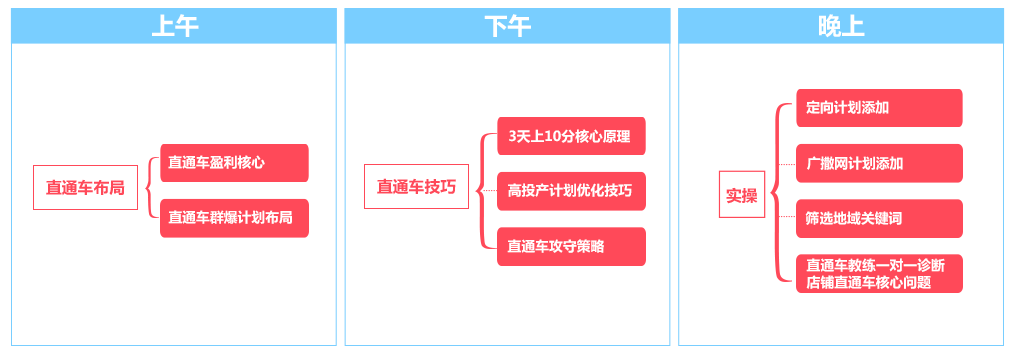 上午
直通车布局
直通车盈利核心
直通车群爆计划布局
下午
直通车技巧
3天上10分核心原理
高投产计划优化技巧
直通车攻守策略
晚上
实操
定向计划添加
广撒网计划添加
筛选地域关键词
直通车教练一对一诊断
店铺直通车核心问题